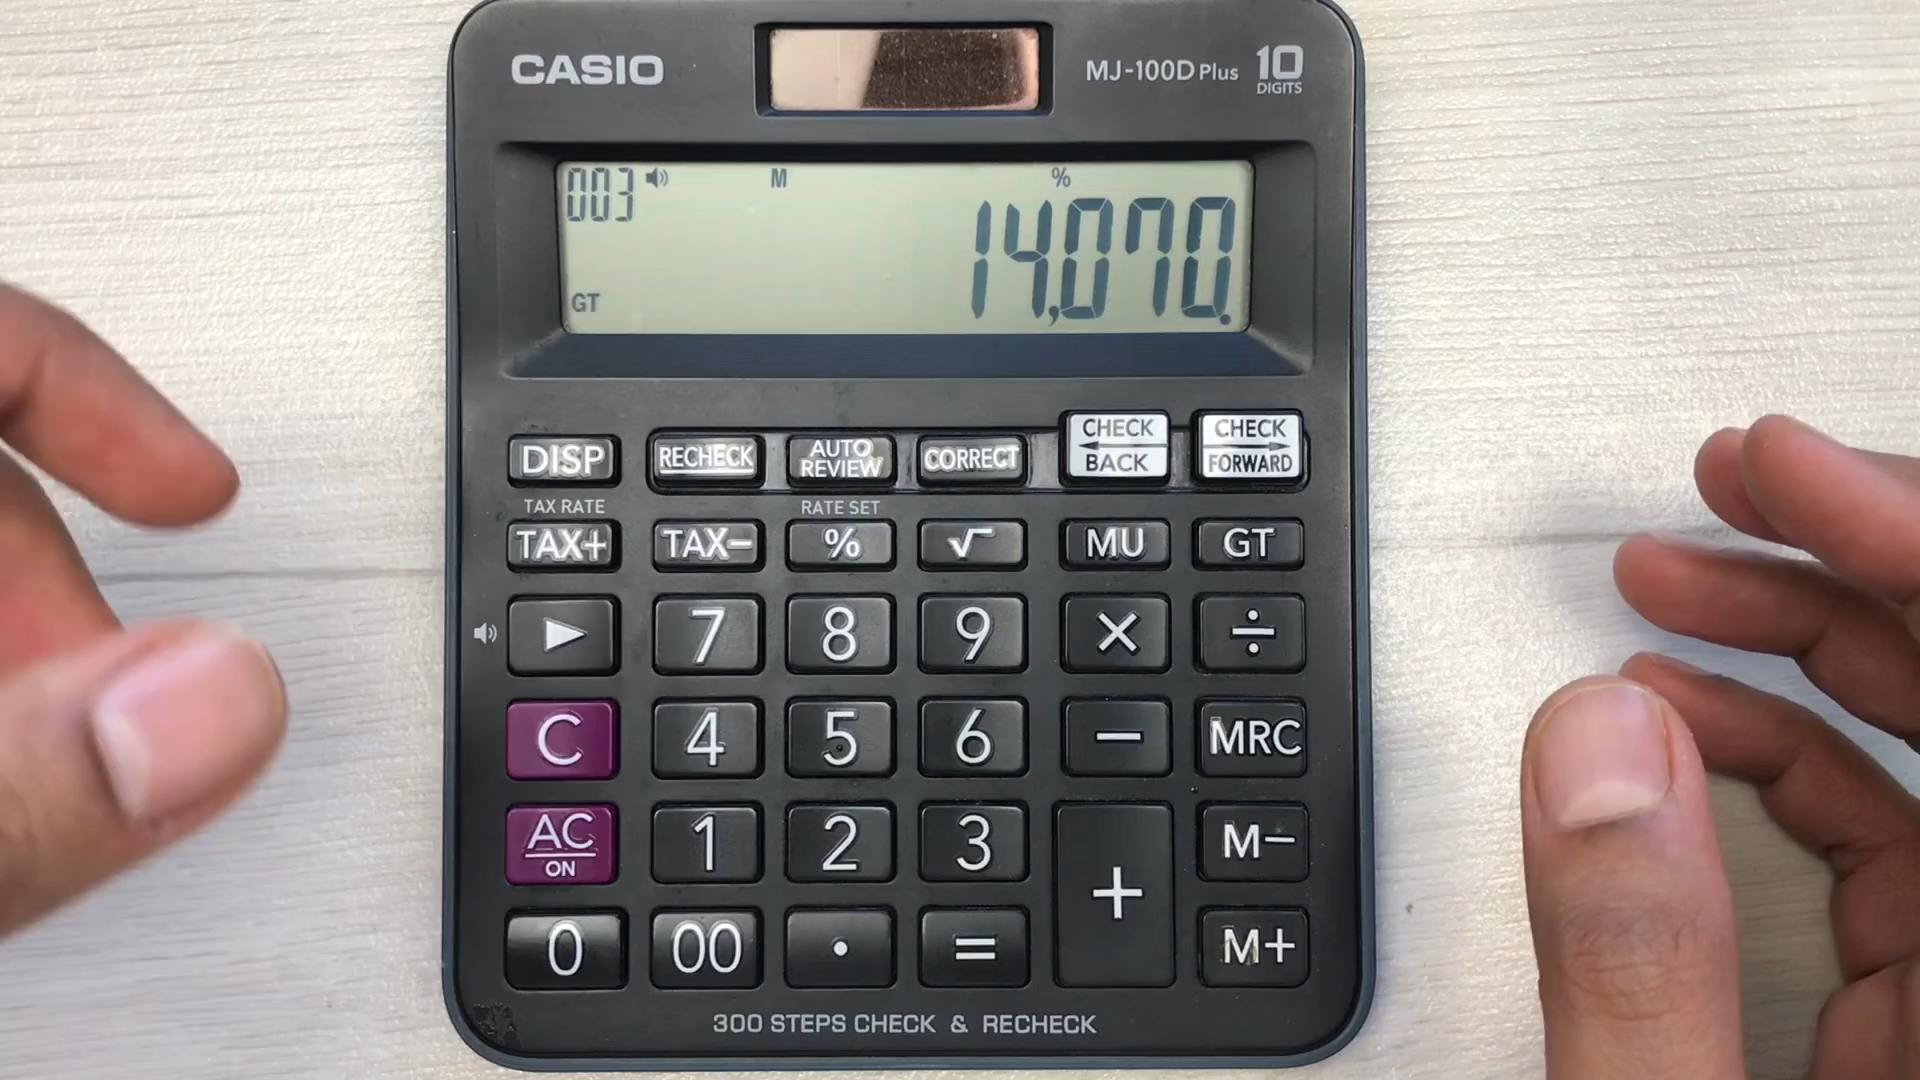 CASIO MJ-100D Plus 10 DIGITS
003 M %
14,070.
GT
DISP RECHECK AUTO REVIEW CORRECT CHECK BACK CHECK FORWARD
TAX RATE RATE SET
TAX+ TAX− % √ MU GT
▶ 7 8 9 × ÷
C 4 5 6 − MRC
AC ON 1 2 3 + M−
0 00 • = M+
300 STEPS CHECK & RECHECK